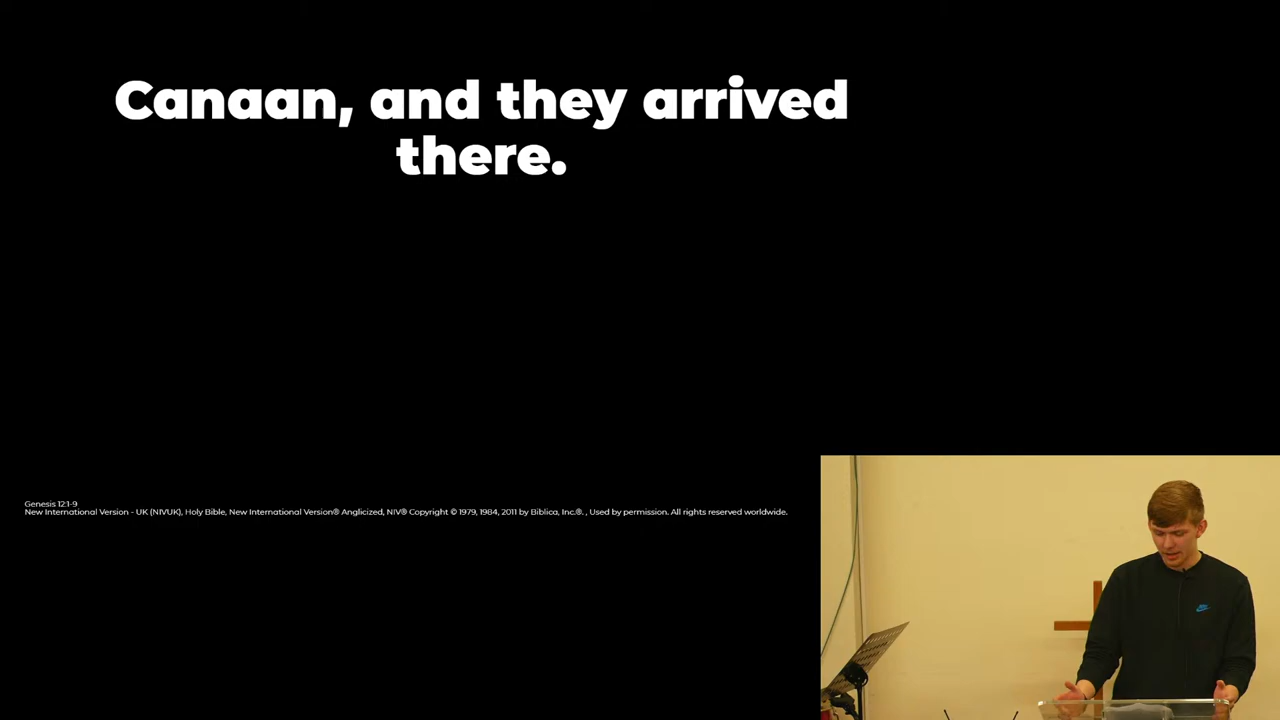 Canaan, and they arrived
there.
Genesis 12:1-9
New International Version - UK (NIVUK), Holy Bible, New International Version® Anglicized, NIV® Copyright © 1979, 1984, 2011 by Biblica, Inc.®. , Used by permission. All rights reserved worldwide.